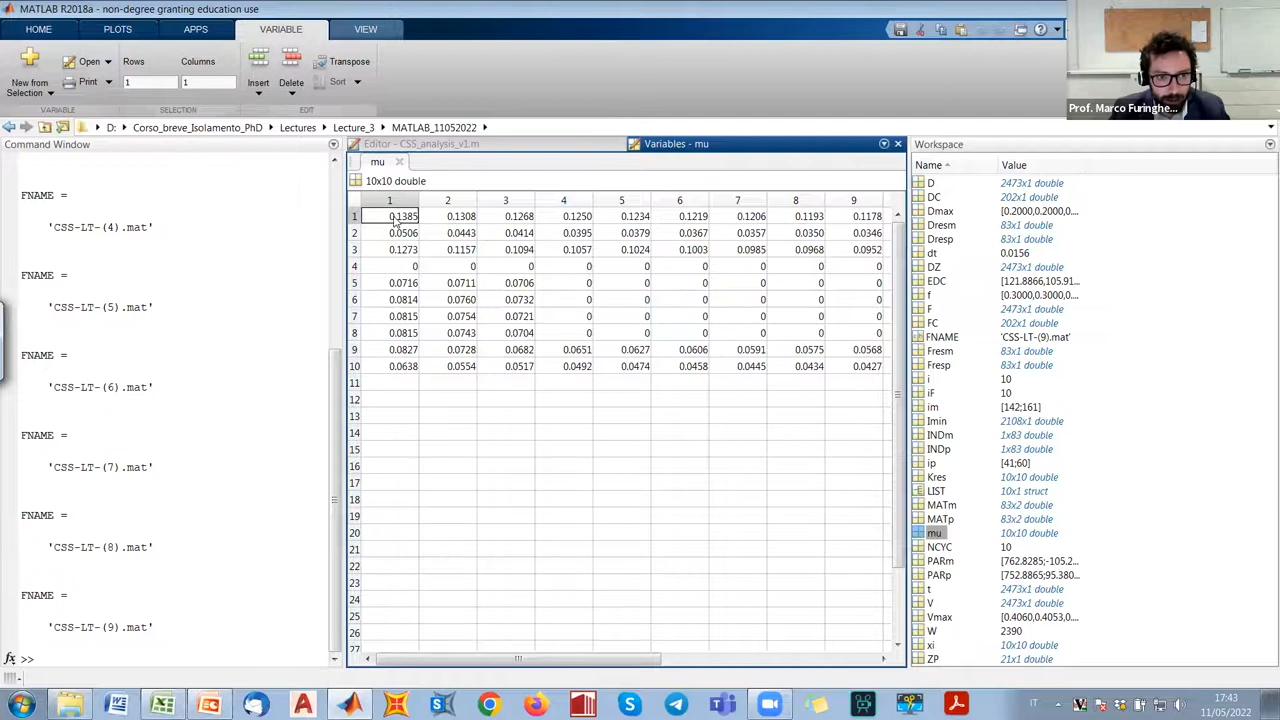 MATLAB R2018a - non-degree granting education use
HOME PLOTS APPS VARIABLE VIEW
New from Selection Open Print
Rows Columns
1 1
Insert Delete Transpose Sort
VARIABLE SELECTION EDIT
Prof. Marco Furinghe...
D: Corso_breve_Isolamento_PhD Lectures Lecture_3 MATLAB_11052022
Command Window
FNAME =
'CSS-LT-(4).mat'
FNAME =
'CSS-LT-(5).mat'
FNAME =
'CSS-LT-(6).mat'
FNAME =
'CSS-LT-(7).mat'
FNAME =
'CSS-LT-(8).mat'
FNAME =
'CSS-LT-(9).mat'
fx >>
Editor - CSS_analysis_v1.m Variables - mu
mu
10x10 double
1 2 3 4 5 6 7 8 9
1 0.1385 0.1308 0.1268 0.1250 0.1234 0.1219 0.1206 0.1193 0.1178
2 0.0506 0.0443 0.0414 0.0395 0.0379 0.0367 0.0357 0.0350 0.0346
3 0.1273 0.1157 0.1094 0.1057 0.1024 0.1003 0.0985 0.0968 0.0952
4 0 0 0 0 0 0 0 0 0
5 0.0716 0.0711 0.0706 0 0 0 0 0 0
6 0.0814 0.0760 0.0732 0 0 0 0 0 0
7 0.0815 0.0754 0.0721 0 0 0 0 0 0
8 0.0815 0.0743 0.0704 0 0 0 0 0 0
9 0.0827 0.0728 0.0682 0.0651 0.0627 0.0606 0.0591 0.0575 0.0568
10 0.0638 0.0554 0.0517 0.0492 0.0474 0.0458 0.0445 0.0434 0.0427
11
12
13
14
15
16
17
18
19
20
21
22
23
24
25
26
27
Workspace
Name Value
D 2473x1 double
DC 202x1 double
Dmax [0.2000,0.2000,0....
Dresm 83x1 double
Dresp 83x1 double
dt 0.0156
DZ 2473x1 double
EDC [121.8866,105.91...
f [0.3000,0.3000,0....
F 2473x1 double
FC 202x1 double
FNAME 'CSS-LT-(9).mat'
Fresm 83x1 double
Fresp 83x1 double
i 10
iF 10
im [142;161]
Imin 2108x1 double
INDm 1x83 double
INDp 1x83 double
ip [41;60]
Kres 10x10 double
LIST 10x1 struct
MATm 83x2 double
MATp 83x2 double
mu 10x10 double
NCYC 10
PARm [762.8285;-105.2...
PARp [752.8865;95.380...
t 2473x1 double
V 2473x1 double
Vmax [0.4060,0.4053,0....
W 2390
xi 10x10 double
ZP 21x1 double
IT
17:43
11/05/2022